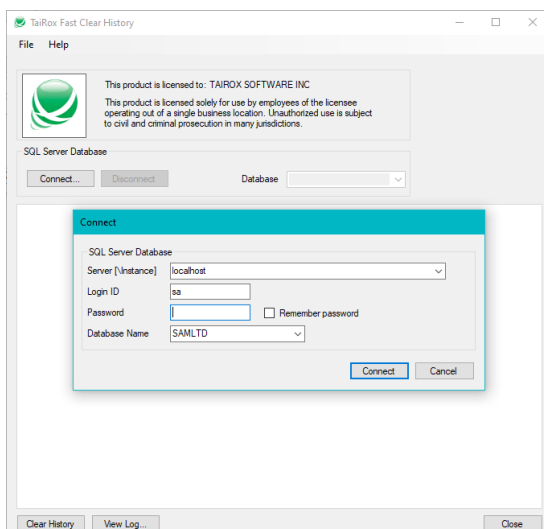 TaiRox Fast Clear History
File Help
This product is licensed to: TAIROX SOFTWARE INC
This product is licensed solely for use by employees of the licensee
operating out of a single business location. Unauthorized use is subject
to civil and criminal prosecution in many jurisdictions.
SQL Server Database
Connect... Disconnect Database
Connect
SQL Server Database
Server [\Instance] localhost
Login ID sa
Password Remember password
Database Name SAMLTD
Connect Cancel
Clear History View Log... Close